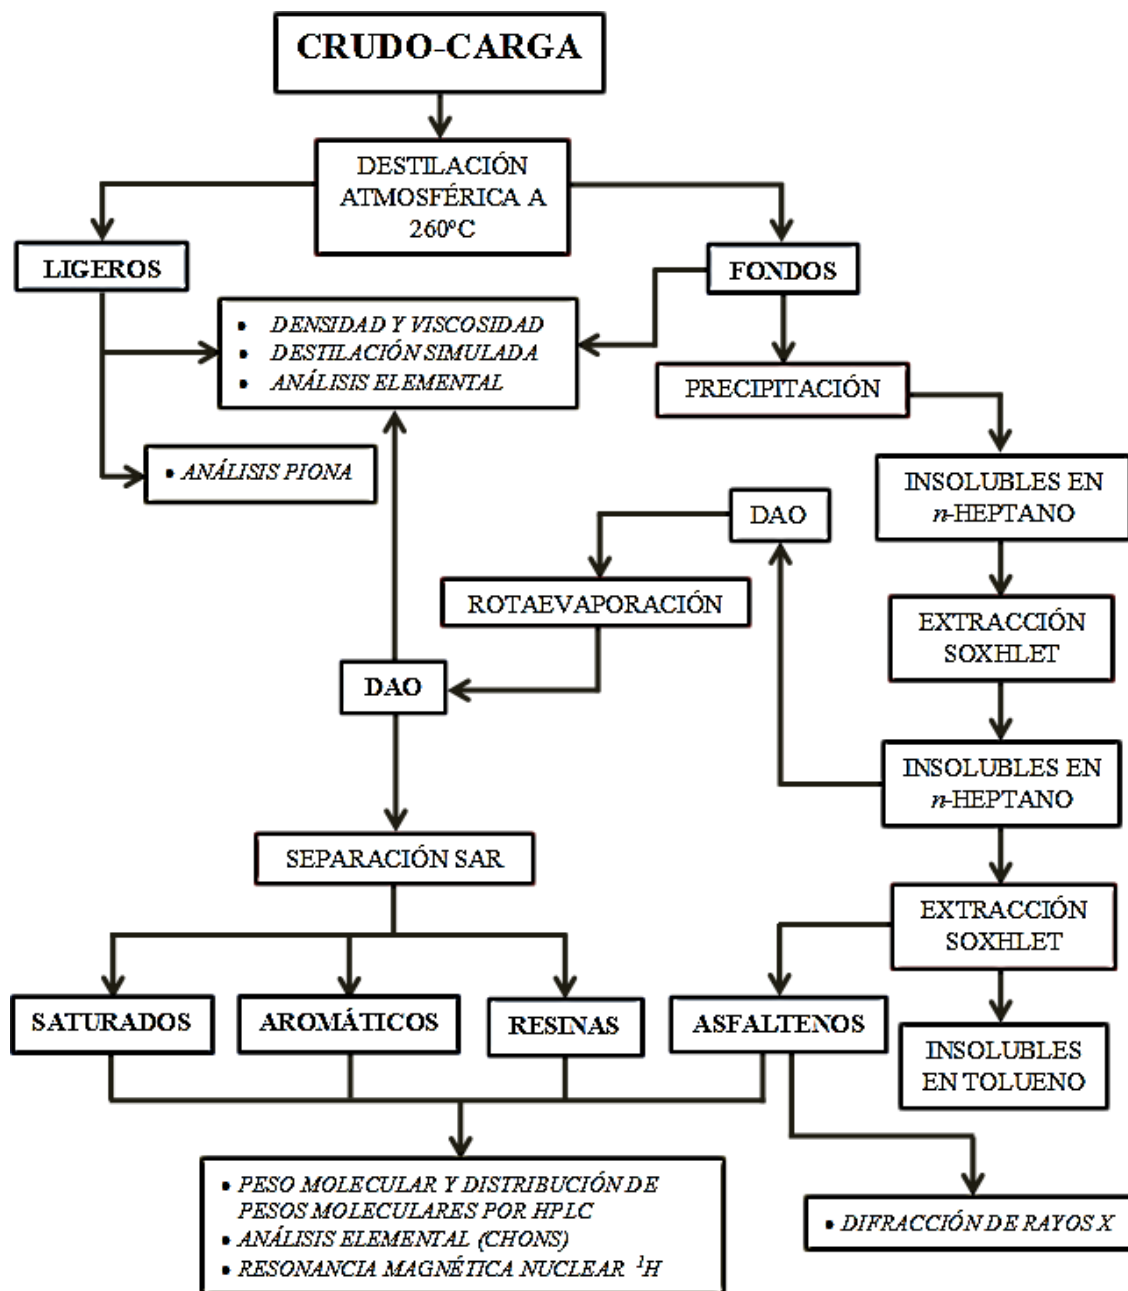 CRUDO-CARGA
DESTILACIÓN
ATMOSFÉRICA A
260ºC
LIGEROS
FONDOS
• DENSIDAD Y VISCOSIDAD
• DESTILACIÓN SIMULADA
• ANÁLISIS ELEMENTAL
PRECIPITACIÓN
• ANÁLISIS PIONA
INSOLUBLES EN
n-HEPTANO
DAO
ROTAEVAPORACIÓN
EXTRACCIÓN
SOXHLET
DAO
INSOLUBLES EN
n-HEPTANO
SEPARACIÓN SAR
EXTRACCIÓN
SOXHLET
SATURADOS
AROMÁTICOS
RESINAS
ASFALTENOS
INSOLUBLES
EN TOLUENO
• PESO MOLECULAR Y DISTRIBUCIÓN DE
PESOS MOLECULARES POR HPLC
• ANÁLISIS ELEMENTAL (CHONS)
• RESONANCIA MAGNÉTICA NUCLEAR ¹H
• DIFRACCIÓN DE RAYOS X